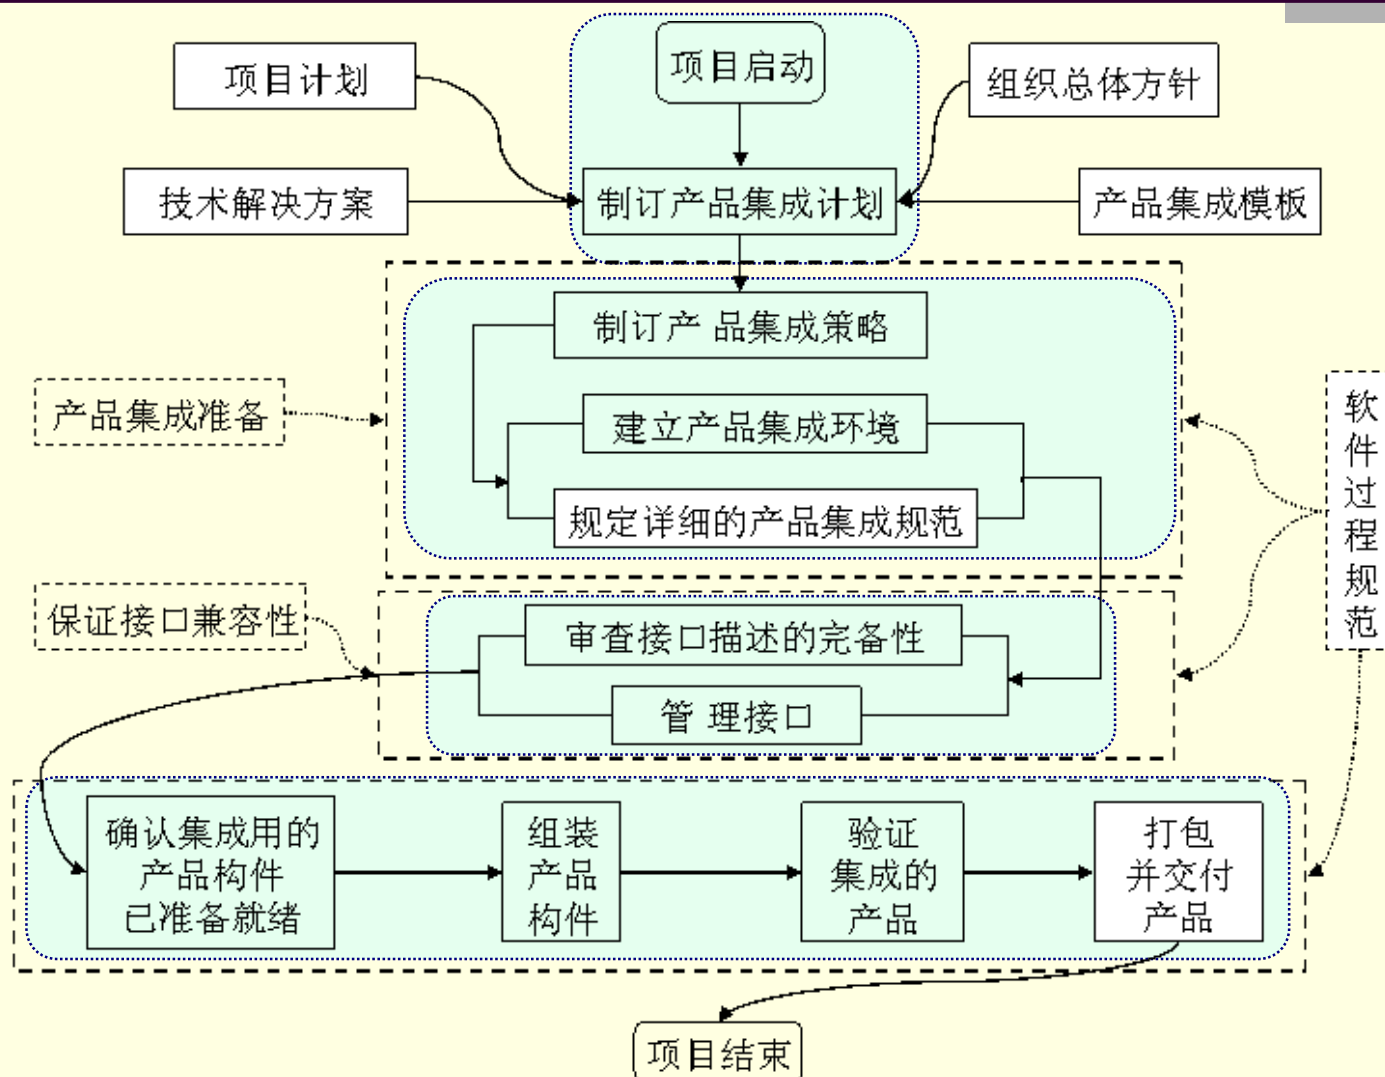 项目启动
项目计划
组织总体方针
技术解决方案
制订产品集成计划
产品集成模板
制订产 品集成策略
产品集成准备
建立产品集成环境
规定详细的产品集成规范
软
件
过
程
规
范
保证接口兼容性
审查接口描述的完备性
管 理接口
确认集成用的
产品构件
已准备就绪
组装
产品
构件
验证
集成的
产品
打包
并交付
产品
项目结束